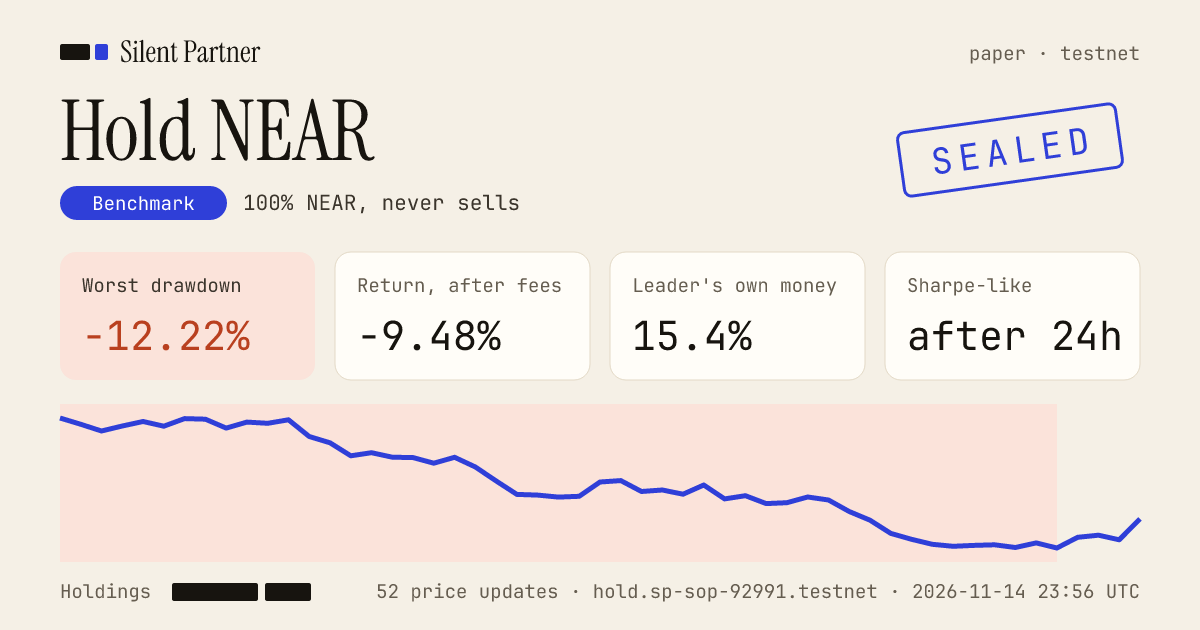 Silent Partner
paper · testnet
Hold NEAR
SEALED
Benchmark
100% NEAR, never sells
Worst drawdown
-12.22%
Return, after fees
-9.48%
Leader's own money
15.4%
Sharpe-like
after 24h
Holdings
52 price updates · hold.sp-sop-92991.testnet · 2026-11-14 23:56 UTC